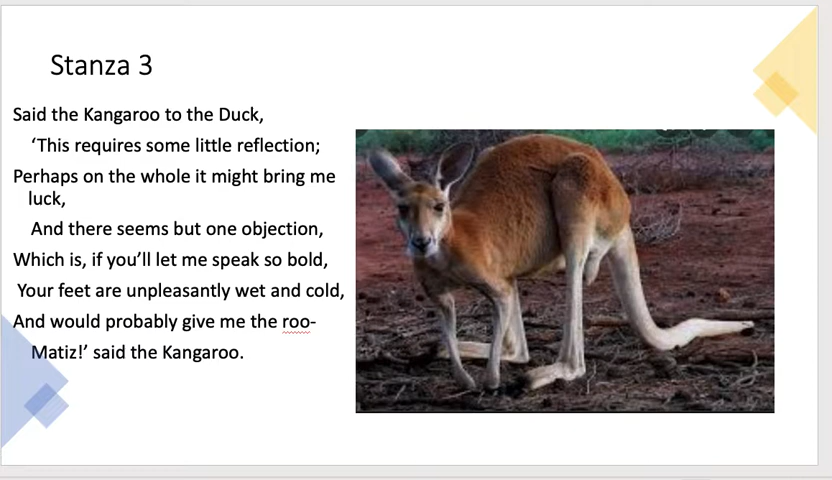 Stanza 3
Said the Kangaroo to the Duck,
‘This requires some little reflection;
Perhaps on the whole it might bring me
luck,
And there seems but one objection,
Which is, if you’ll let me speak so bold,
Your feet are unpleasantly wet and cold,
And would probably give me the roo-
Matiz!’ said the Kangaroo.